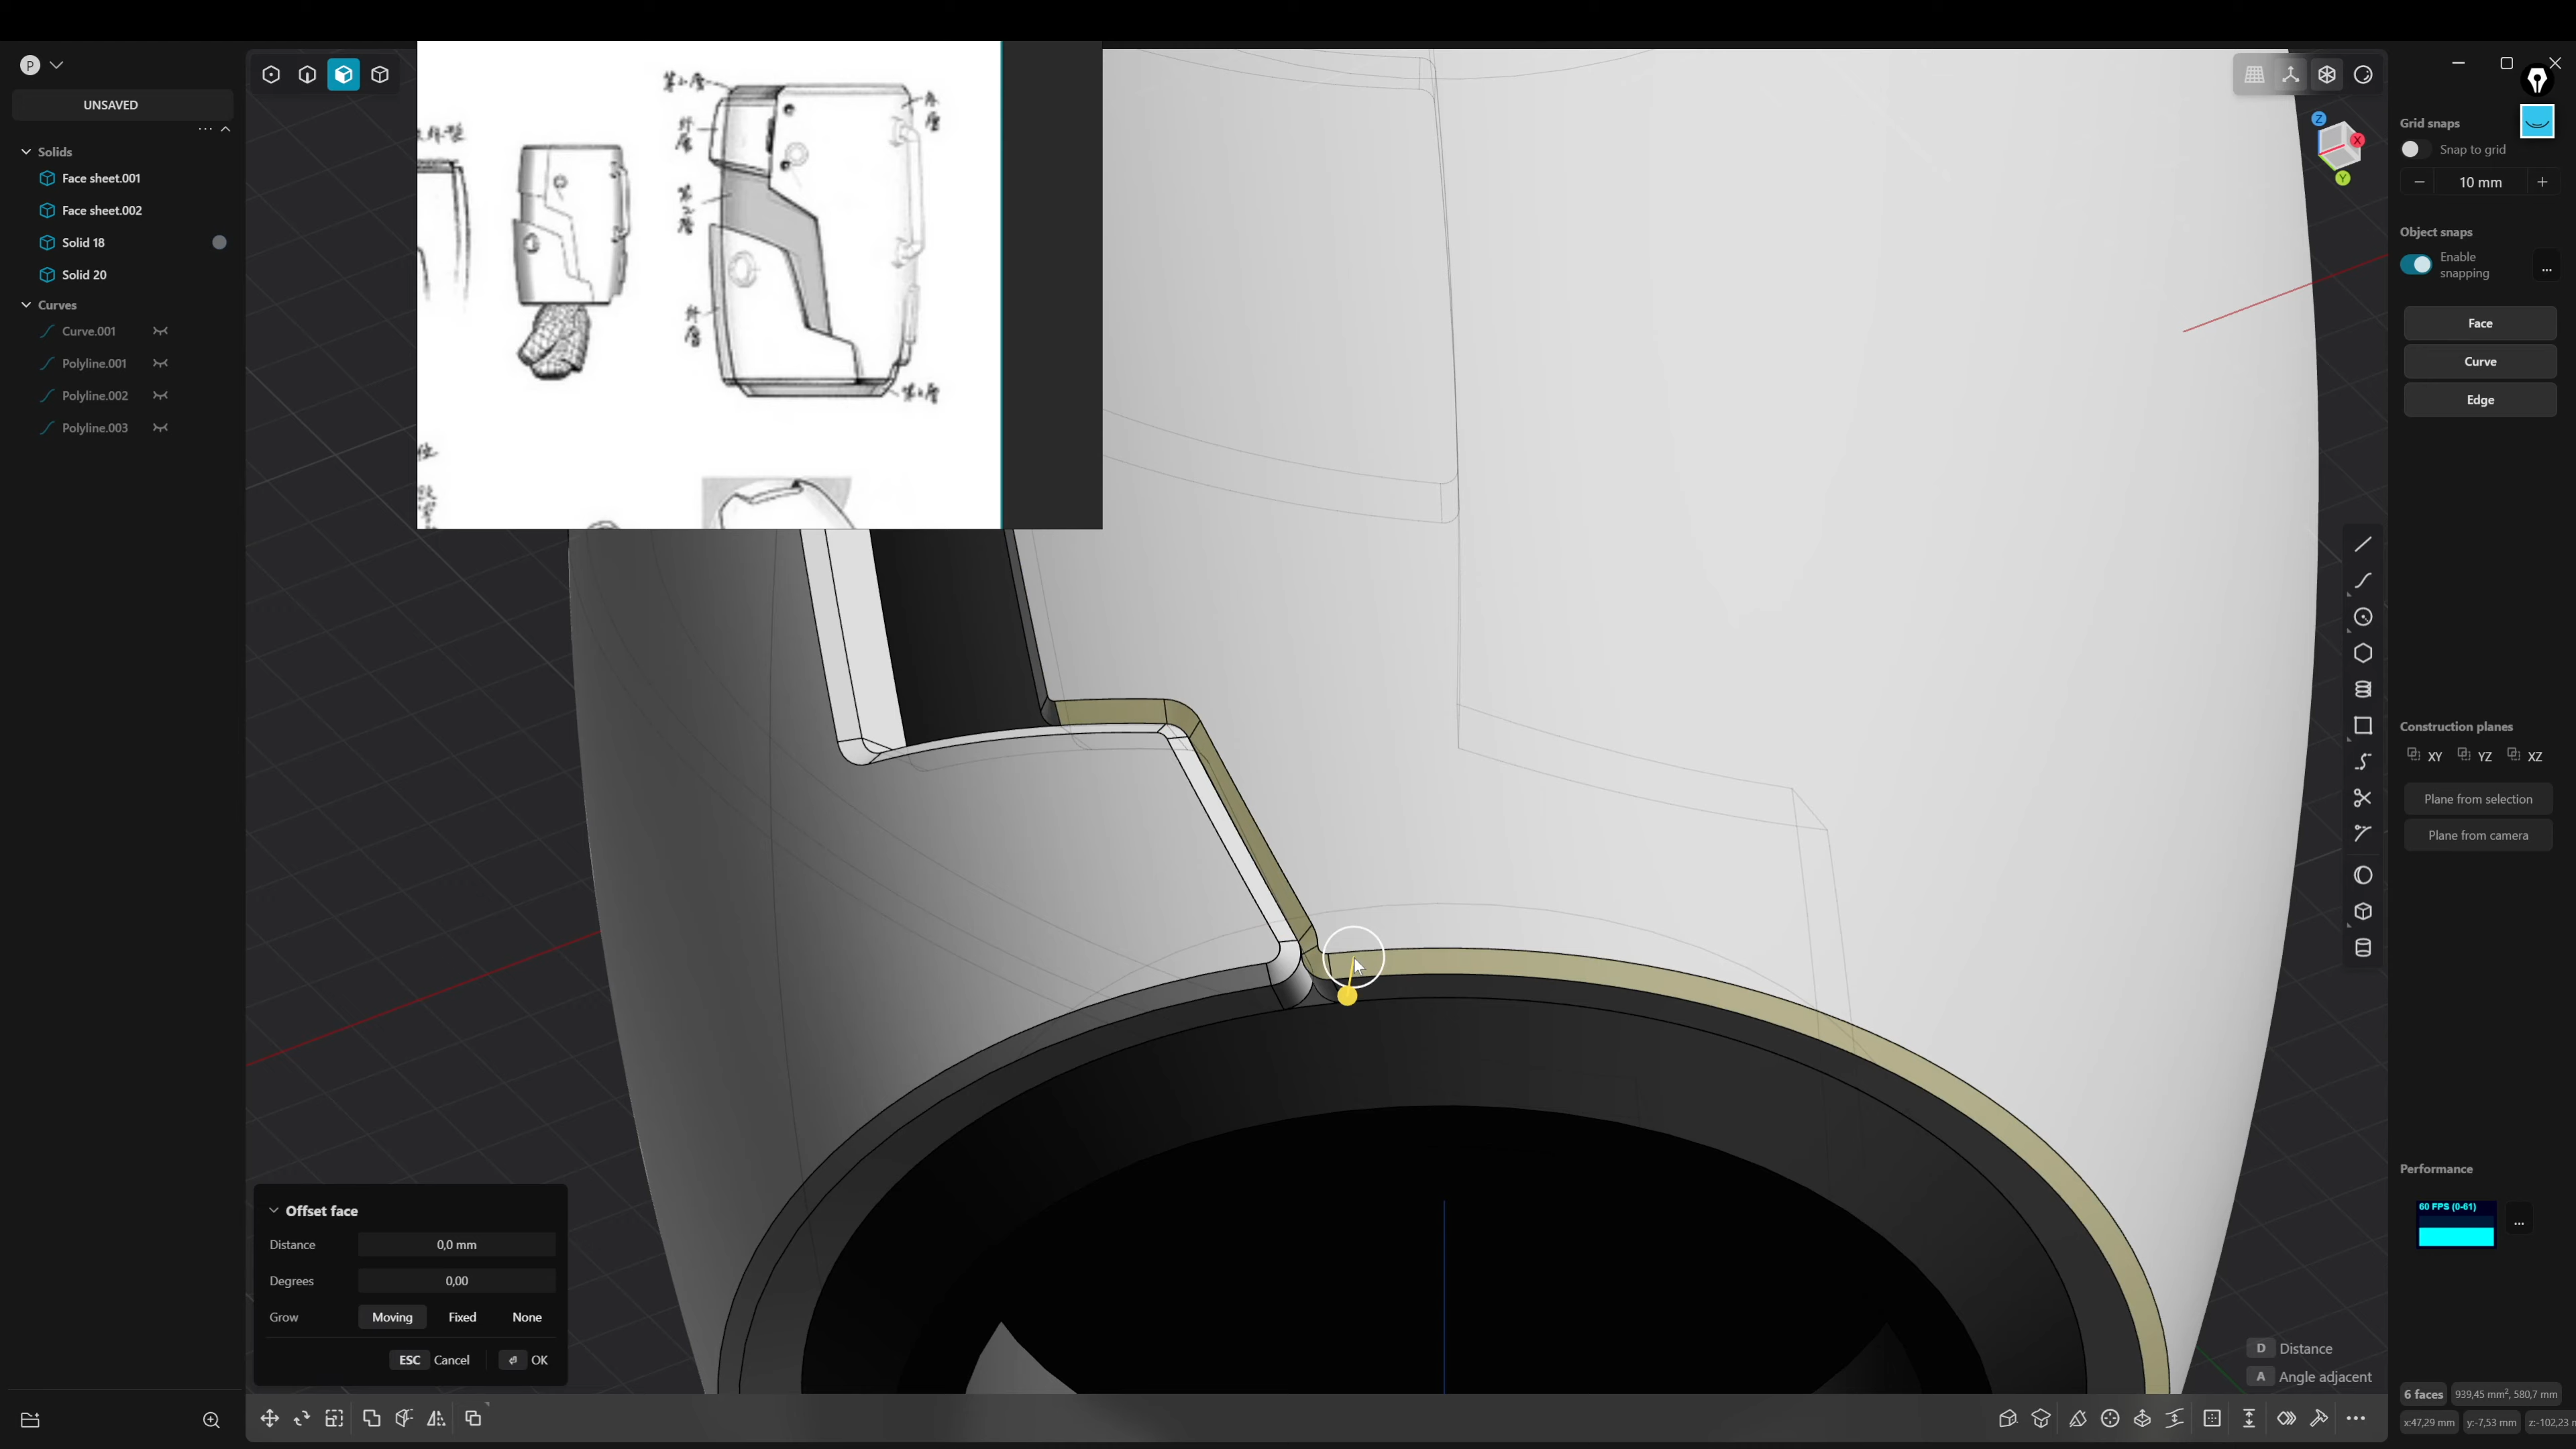 P
UNSAVED
Solids
Face sheet.001
Face sheet.002
Solid 18
Solid 20
Curves
Curve.001
Polyline.001
Polyline.002
Polyline.003
Z
X
Y
Grid snaps
Snap to grid
10 mm
Object snaps
Enable
snapping
Face
Curve
Edge
Construction planes
XY YZ XZ
Plane from selection
Plane from camera
Performance
60 FPS (0-61)
Offset face
Distance 0,0 mm
Degrees 0,00
Grow Moving Fixed None
ESC Cancel OK
D Distance
A Angle adjacent
6 faces 939,45 mm², 580,7 mm
x:47,29 mm y:-7,53 mm z:-102,23